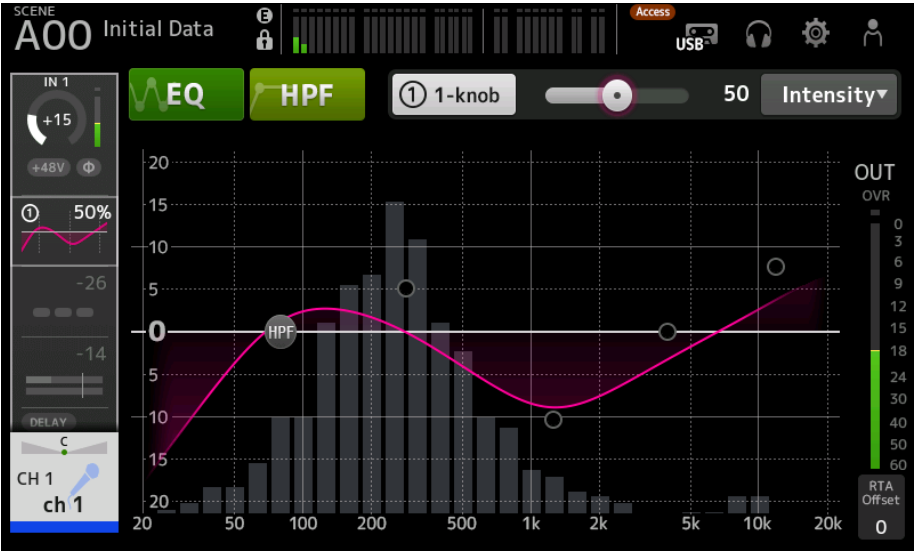 SCENE
A00 Initial Data
E
Access
USB
IN 1
+15
+48V Φ
1 50%
-26
-14
DELAY
C
CH 1
ch 1
EQ
HPF
1 1-knob
50
Intensity▼
20
15
10
5
0
5
10
15
20
HPF
20 50 100 200 500 1k 2k 5k 10k 20k
OUT
OVR
0
3
6
9
12
15
18
24
30
40
50
60
RTA
Offset
0